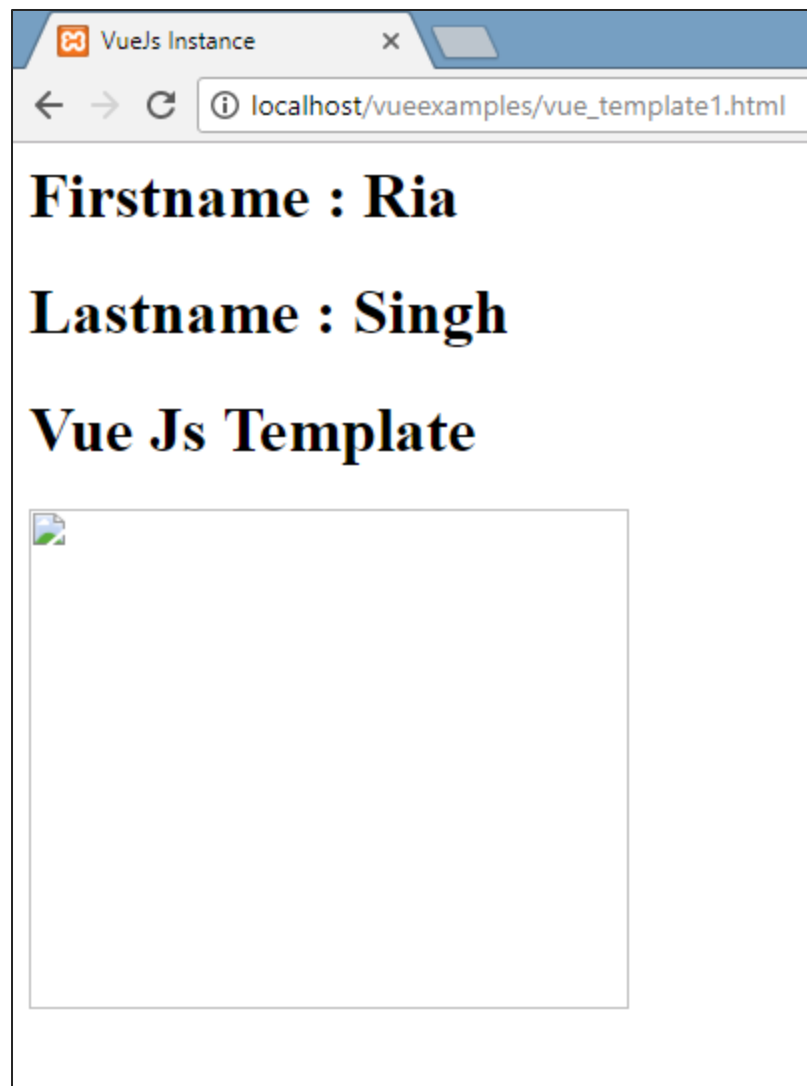 VueJs Instance
localhost/vueexamples/vue_template1.html
Firstname : Ria
Lastname : Singh
Vue Js Template